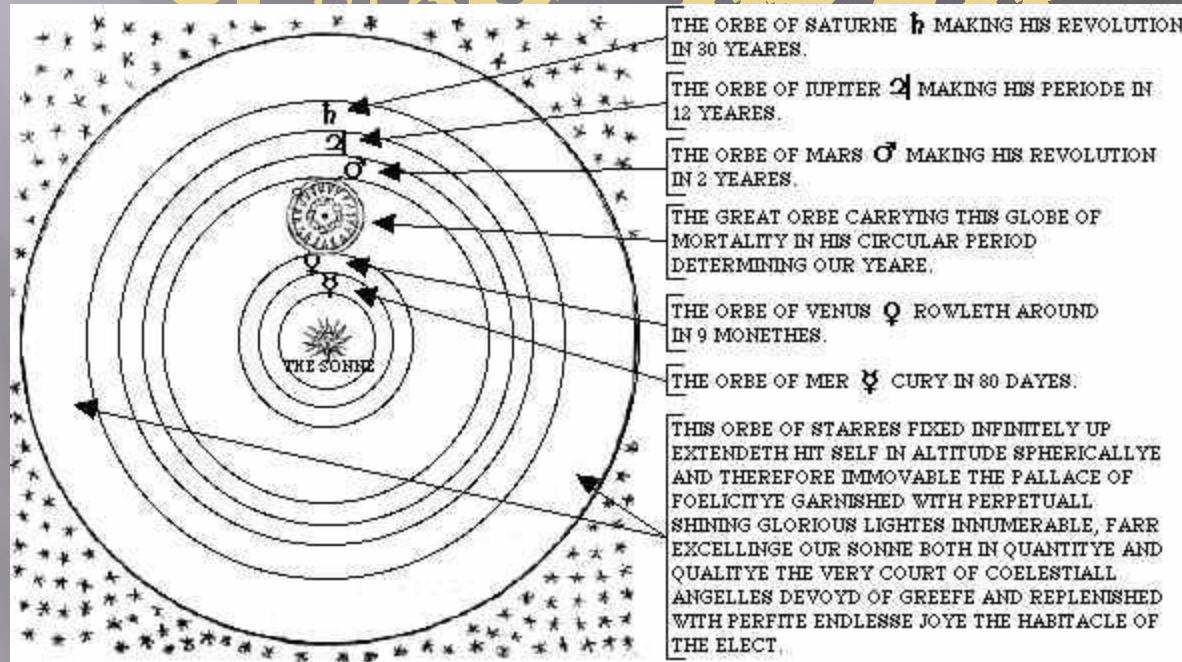 THE ORBE OF SATURNE ♄ MAKING HIS REVOLUTION
IN 30 YEARES.
THE ORBE OF IUPITER ♃ MAKING HIS PERIODE IN
12 YEARES.
THE ORBE OF MARS ♂ MAKING HIS REVOLUTION
IN 2 YEARES.
THE GREAT ORBE CARRYING THIS GLOBE OF
MORTALITY IN HIS CIRCULAR PERIOD
DETERMINING OUR YEARE.
THE ORBE OF VENUS ♀ ROWLETH AROUND
IN 9 MONETHES.
THE ORBE OF MER ☿ CURY IN 80 DAYES.
THIS ORBE OF STARRES FIXED INFINITELY UP
EXTENDETH HIT SELF IN ALTITUDE SPHERICALLYE
AND THEREFORE IMMOVABLE THE PALLACE OF
FOELICITYE GARNISHED WITH PERPETUALL
SHINING GLORIOUS LIGHTES INNUMERABLE, FARR
EXCELLINGE OUR SONNE BOTH IN QUANTITYE AND
QUALITYE THE VERY COURT OF COELESTIALL
ANGELLES DEVOYD OF GREEFE AND REPLENISHED
WITH PERFITE ENDLESSE JOYE THE HABITACLE OF
THE ELECT.
♄
♃
♂
♀
☿
THE SONNE